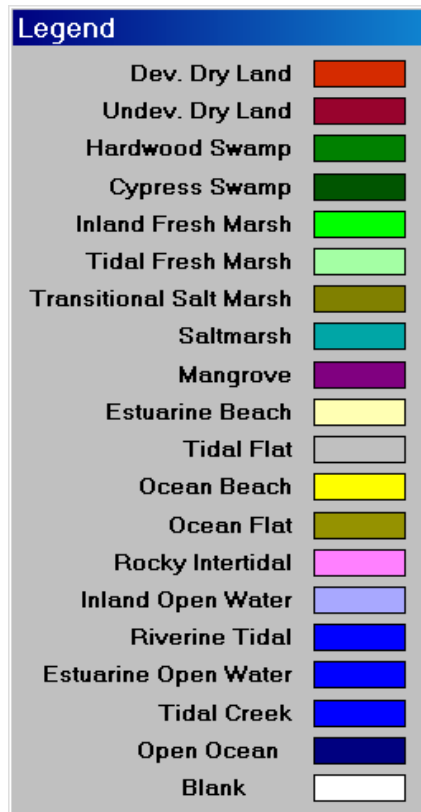 Legend
Dev. Dry Land
Undev. Dry Land
Hardwood Swamp
Cypress Swamp
Inland Fresh Marsh
Tidal Fresh Marsh
Transitional Salt Marsh
Saltmarsh
Mangrove
Estuarine Beach
Tidal Flat
Ocean Beach
Ocean Flat
Rocky Intertidal
Inland Open Water
Riverine Tidal
Estuarine Open Water
Tidal Creek
Open Ocean
Blank